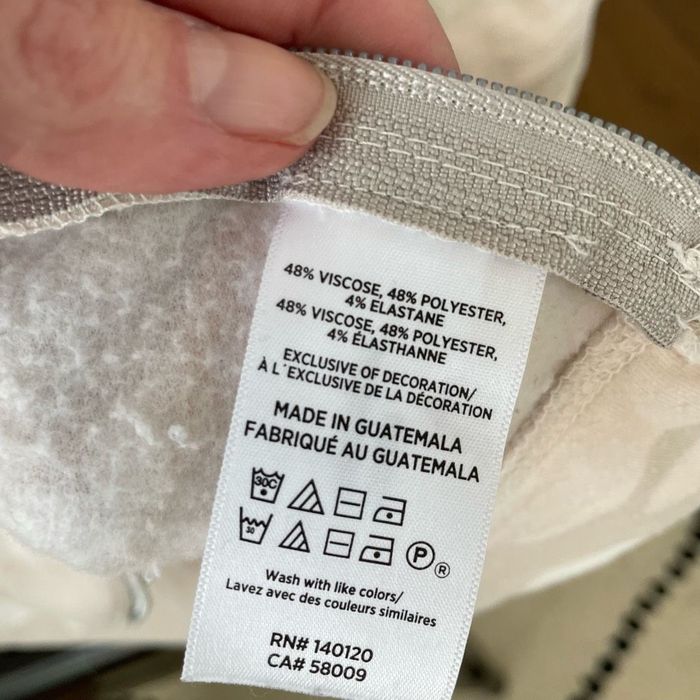 48% VISCOSE, 48% POLYESTER,
4% ELASTANE
48% VISCOSE, 48% POLYESTER,
4% ÉLASTHANNE
EXCLUSIVE OF DECORATION/
À L'EXCLUSIVE DE LA DÉCORATION
MADE IN GUATEMALA
FABRIQUÉ AU GUATEMALA
30C
30 P ®
Wash with like colors/
Lavez avec des couleurs similaires
RN# 140120
CA# 58009